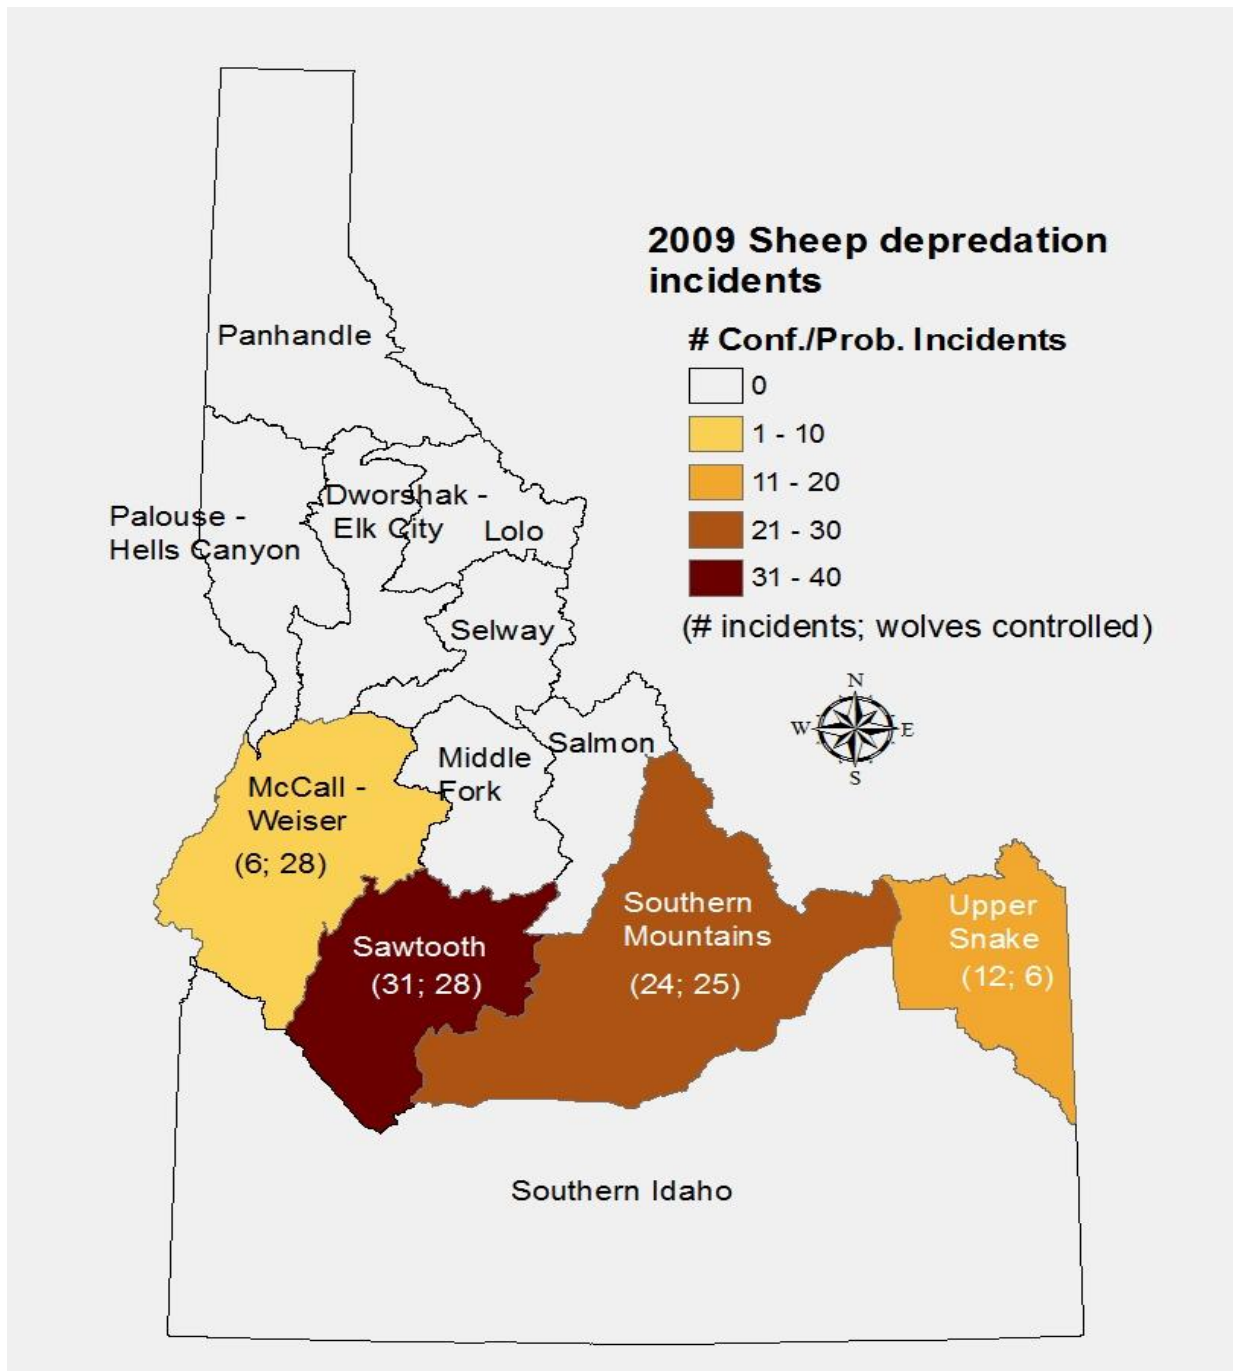 2009 Sheep depredation
incidents
# Conf./Prob. Incidents
0
1 - 10
11 - 20
21 - 30
31 - 40
(# incidents; wolves controlled)
N
W
E
S
Panhandle
Palouse -
Hells Canyon
Dworshak -
Elk City
Lolo
Selway
Salmon
Middle
Fork
McCall -
Weiser
(6; 28)
Sawtooth
(31; 28)
Southern
Mountains
(24; 25)
Upper
Snake
(12; 6)
Southern Idaho